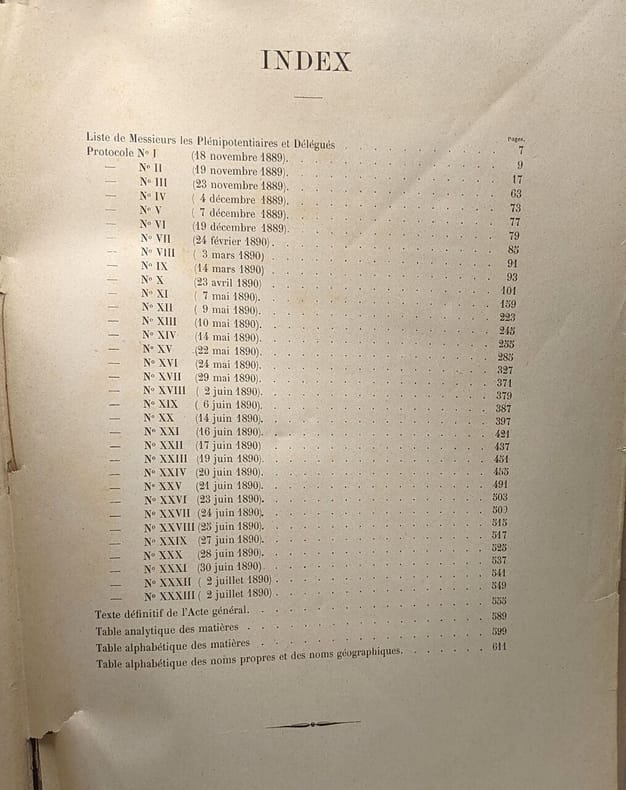 INDEX
Pages.
Liste de Messieurs les Plénipotentiaires et Délégués . . . . . . . 7
Protocole Nº I (18 novembre 1889). . . . . . . . 9
— Nº II (19 novembre 1889). . . . . . . . 17
— Nº III (23 novembre 1889). . . . . . . . 63
— Nº IV ( 4 décembre 1889). . . . . . . . 73
— Nº V ( 7 décembre 1889). . . . . . . . 77
— Nº VI (19 décembre 1889). . . . . . . . 79
— Nº VII (24 février 1890). . . . . . . . 85
— Nº VIII ( 3 mars 1890) . . . . . . . . 91
— Nº IX (14 mars 1890) . . . . . . . . 93
— Nº X (23 avril 1890) . . . . . . . . 101
— Nº XI ( 7 mai 1890). . . . . . . . 159
— Nº XII ( 9 mai 1890). . . . . . . . 223
— Nº XIII (10 mai 1890). . . . . . . . 245
— Nº XIV (14 mai 1890). . . . . . . . 255
— Nº XV (22 mai 1890). . . . . . . . 285
— Nº XVI (24 mai 1890). . . . . . . . 327
— Nº XVII (29 mai 1890). . . . . . . . 371
— Nº XVIII ( 2 juin 1890). . . . . . . . 379
— Nº XIX ( 6 juin 1890). . . . . . . . 387
— Nº XX (14 juin 1890). . . . . . . . 397
— Nº XXI (16 juin 1890). . . . . . . . 421
— Nº XXII (17 juin 1890) . . . . . . . . 437
— Nº XXIII (19 juin 1890). . . . . . . . 451
— Nº XXIV (20 juin 1890). . . . . . . . 455
— Nº XXV (21 juin 1890). . . . . . . . 491
— Nº XXVI (23 juin 1890). . . . . . . . 503
— Nº XXVII (24 juin 1890). . . . . . . . 509
— Nº XXVIII (25 juin 1890). . . . . . . . 515
— Nº XXIX (27 juin 1890). . . . . . . . 517
— Nº XXX (28 juin 1890). . . . . . . . 525
— Nº XXXI (30 juin 1890) . . . . . . . . 537
— Nº XXXII ( 2 juillet 1890) . . . . . . . . 541
— Nº XXXIII ( 2 juillet 1890) . . . . . . . . 549
Texte définitif de l'Acte général. . . . . . . . 555
Table analytique des matières . . . . . . . . 589
Table alphabétique des matières . . . . . . . . 599
Table alphabétique des noms propres et des noms géographiques. . . . . . . 611